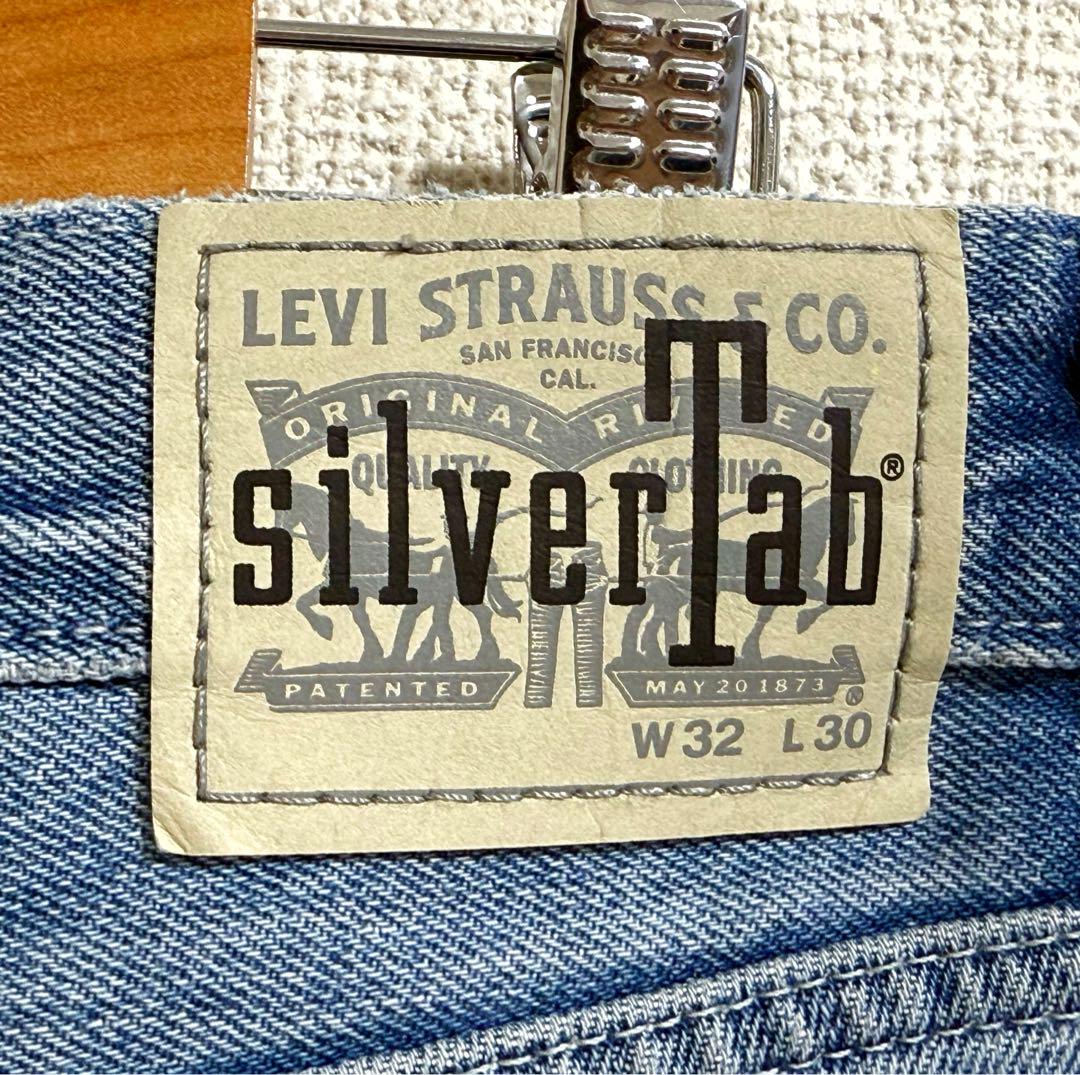 LEVI STRAUSS & CO.
SAN FRANCISCO
CAL.
ORIGINAL RIVETED
QUALITY CLOTHING
silverTab®
PATENTED MAY 20 1873 ®
W32 L30